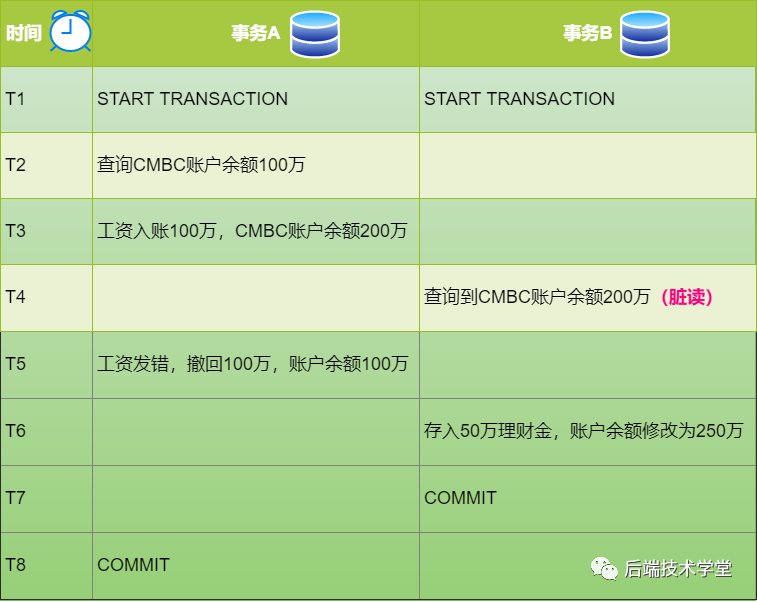 时间 事务A 事务B
T1 START TRANSACTION START TRANSACTION
T2 查询CMBC账户余额100万
T3 工资入账100万，CMBC账户余额200万
T4 查询到CMBC账户余额200万（脏读）
T5 工资发错，撤回100万，账户余额100万
T6 存入50万理财金，账户余额修改为250万
T7 COMMIT
T8 COMMIT
后端技术学堂